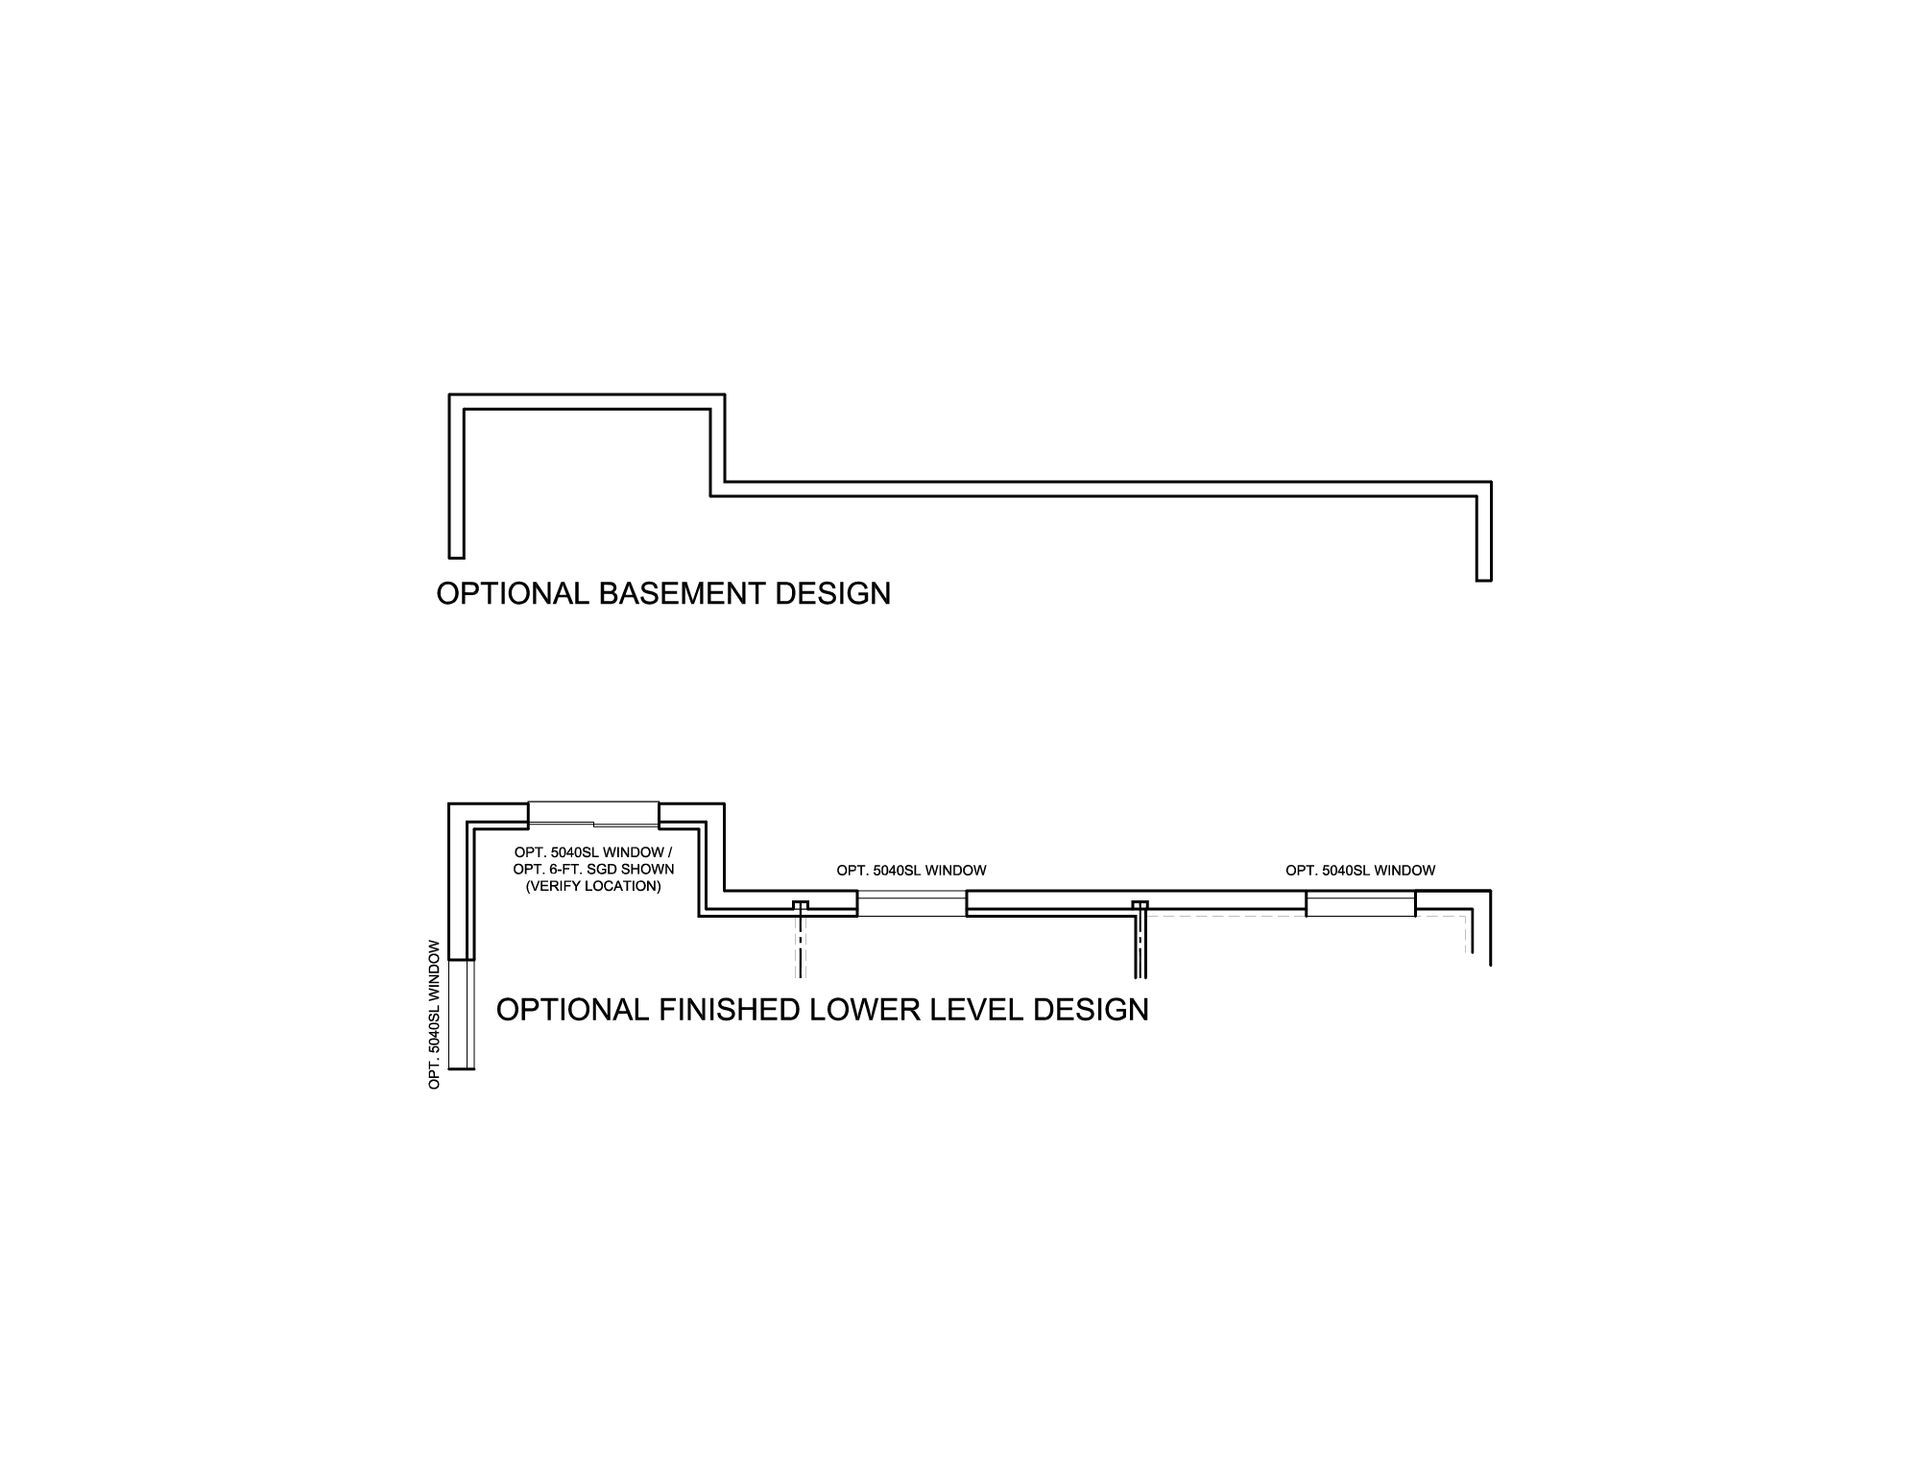 OPTIONAL BASEMENT DESIGN
OPT. 5040SL WINDOW /
OPT. 6-FT. SGD SHOWN
(VERIFY LOCATION)
OPT. 5040SL WINDOW
OPT. 5040SL WINDOW
OPT. 5040SL WINDOW
OPTIONAL FINISHED LOWER LEVEL DESIGN